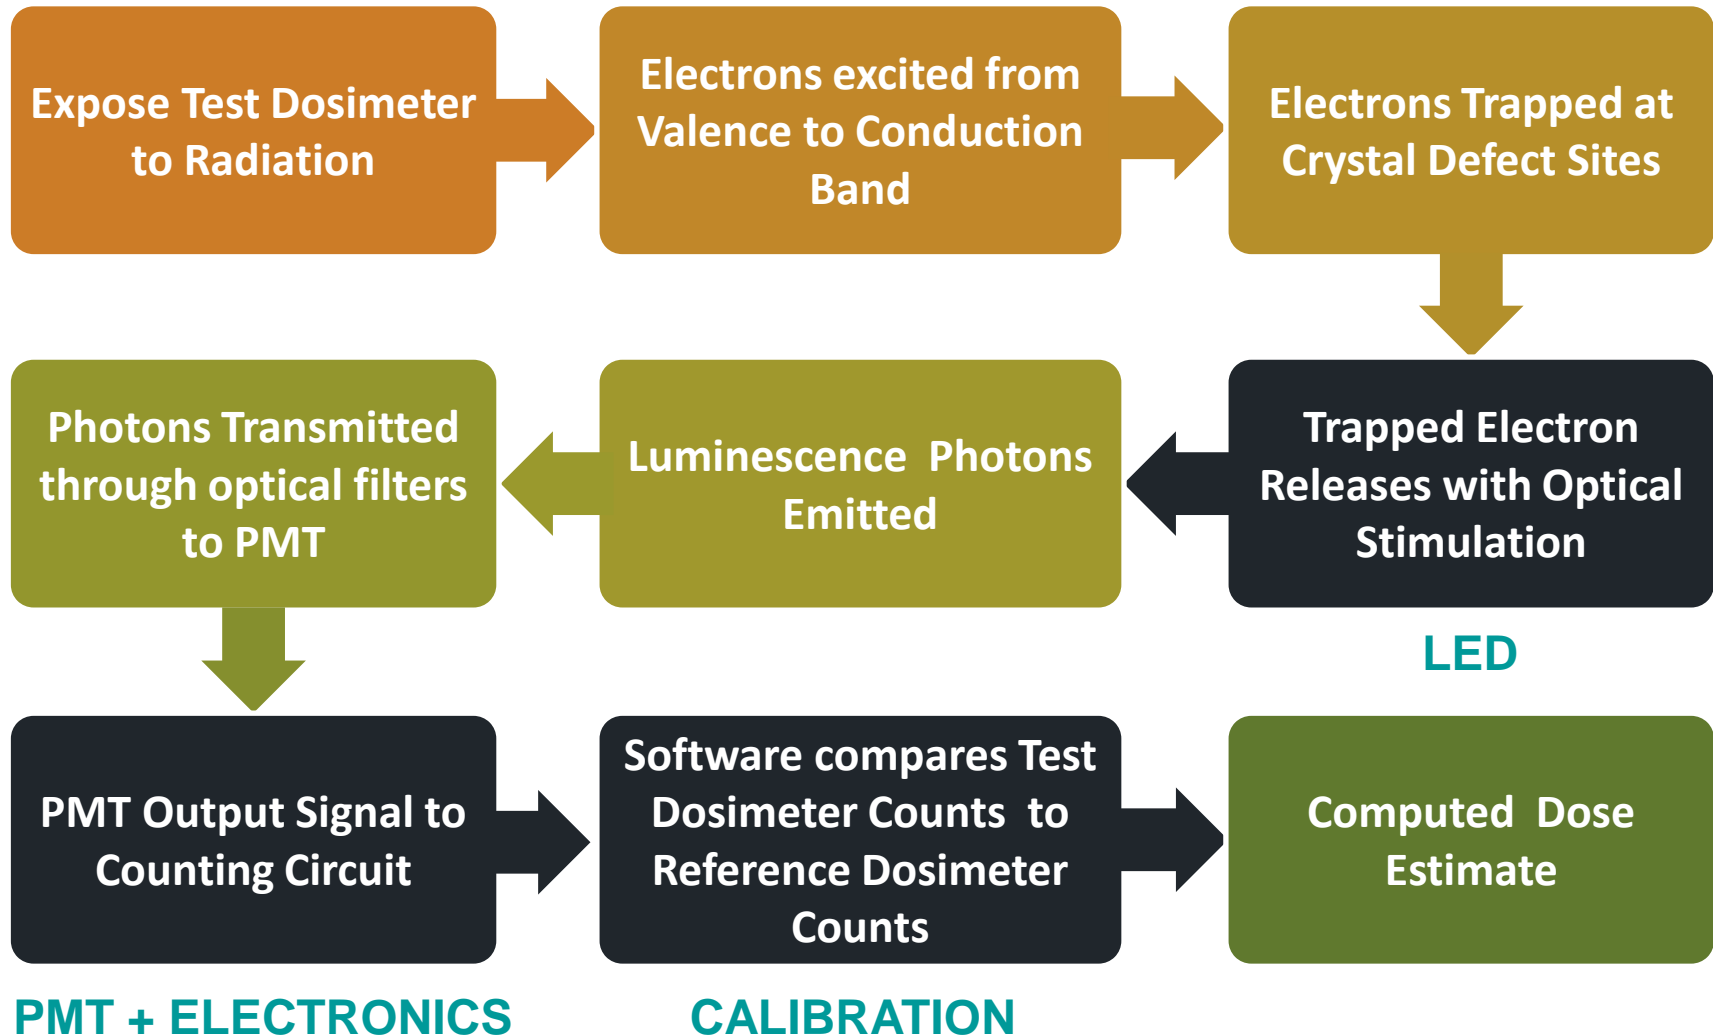 Expose Test Dosimeter
to Radiation
Electrons excited from
Valence to Conduction
Band
Electrons Trapped at
Crystal Defect Sites
Trapped Electron
Releases with Optical
Stimulation
LED
Luminescence  Photons
Emitted
Photons Transmitted
through optical filters
to PMT
PMT Output Signal to
Counting Circuit
PMT + ELECTRONICS
Software compares Test
Dosimeter Counts  to
Reference Dosimeter
Counts
CALIBRATION
Computed  Dose
Estimate